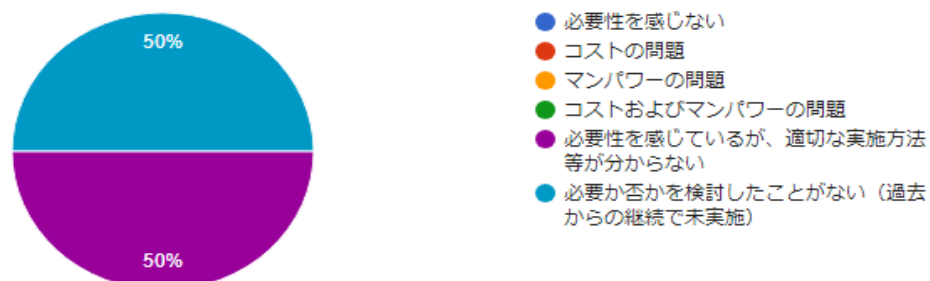 50%
50%
必要性を感じない
コストの問題
マンパワーの問題
コストおよびマンパワーの問題
必要性を感じているが、適切な実施方法
等が分からない
必要か否かを検討したことがない（過去
からの継続で未実施）